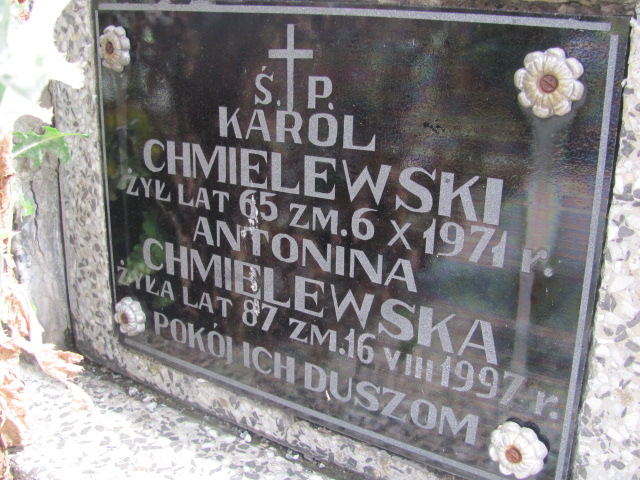 Ś. P.
KAROL
CHMIELEWSKI
ŻYŁ LAT 65 ZM. 6 X 1971 r.
ANTONINA
CHMIELEWSKA
ŻYŁA LAT 87 ZM. 16 VIII 1997 r.
POKÓJ ICH DUSZOM